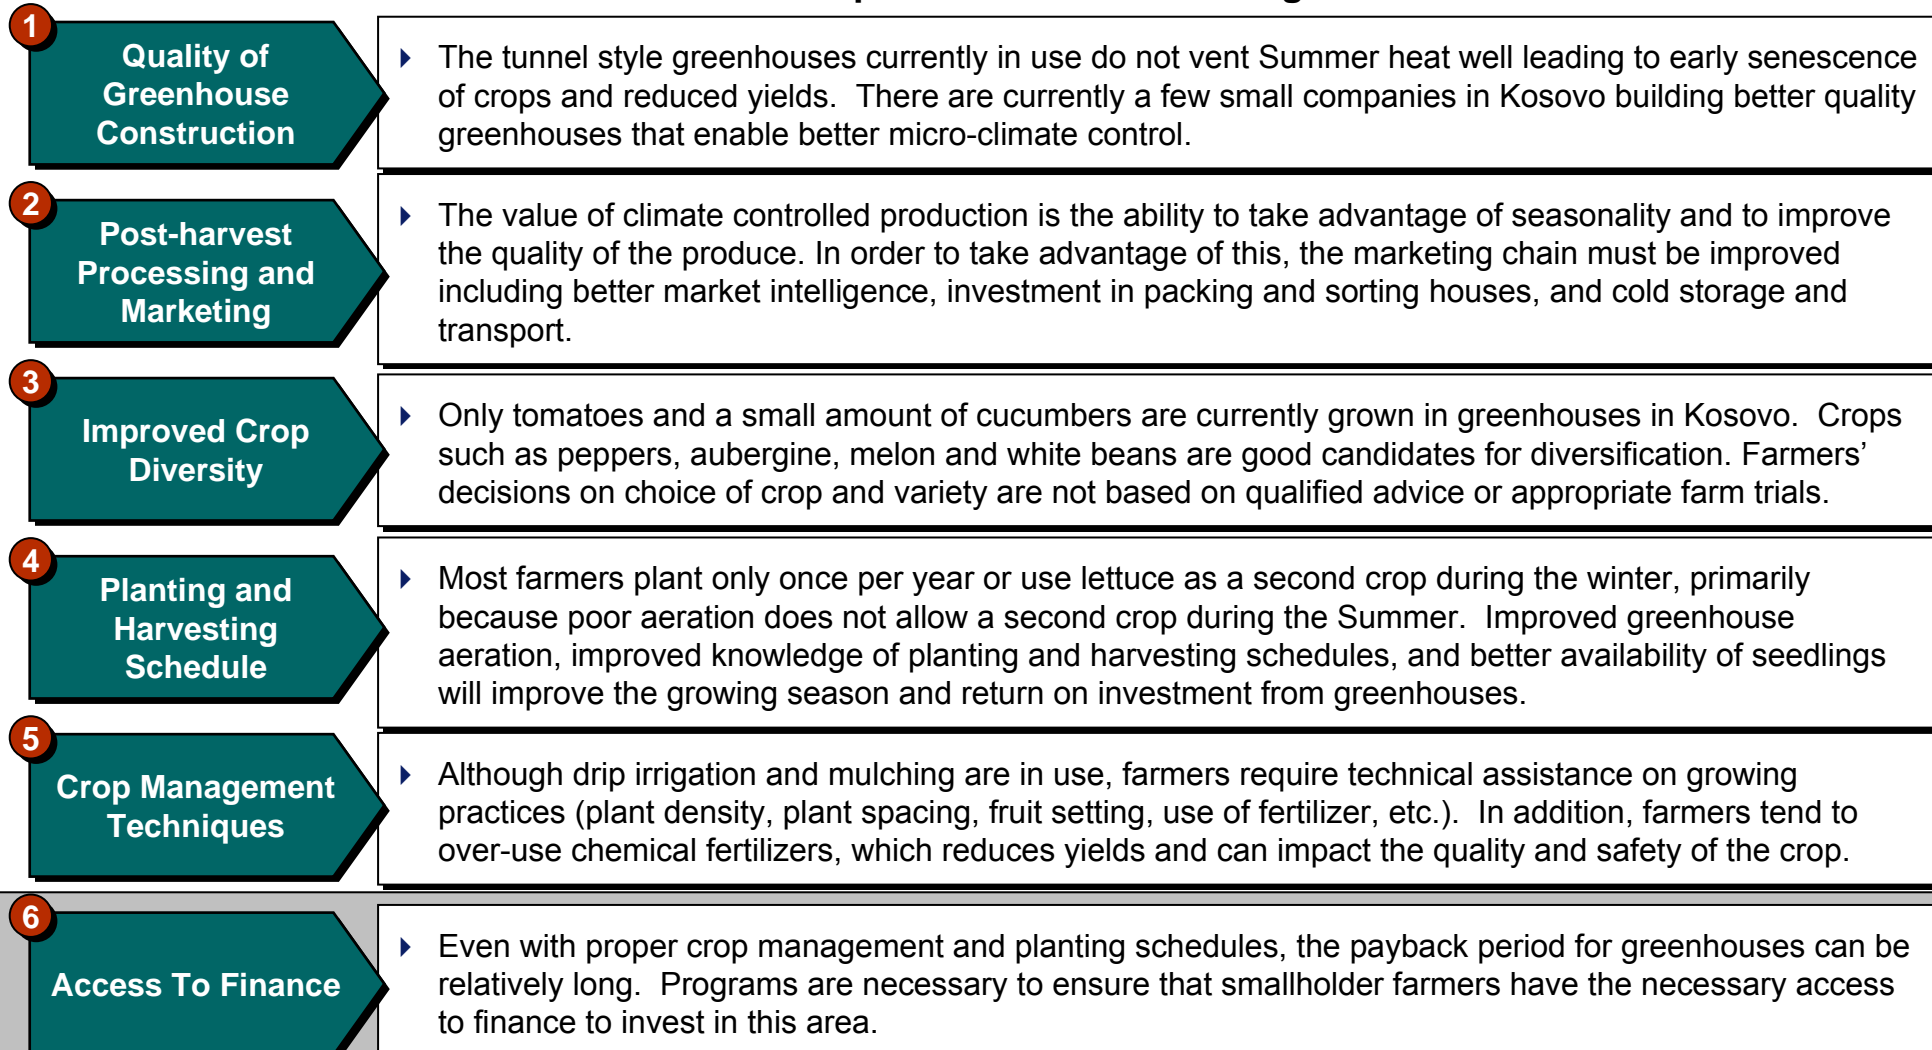 1
Quality of
Greenhouse
Construction
The tunnel style greenhouses currently in use do not vent Summer heat well leading to early senescence
of crops and reduced yields.  There are currently a few small companies in Kosovo building better quality
greenhouses that enable better micro-climate control.
2
Post-harvest
Processing and
Marketing
The value of climate controlled production is the ability to take advantage of seasonality and to improve
the quality of the produce. In order to take advantage of this, the marketing chain must be improved
including better market intelligence, investment in packing and sorting houses, and cold storage and
transport.
3
Improved Crop
Diversity
Only tomatoes and a small amount of cucumbers are currently grown in greenhouses in Kosovo.  Crops
such as peppers, aubergine, melon and white beans are good candidates for diversification. Farmers’
decisions on choice of crop and variety are not based on qualified advice or appropriate farm trials.
4
Planting and
Harvesting
Schedule
Most farmers plant only once per year or use lettuce as a second crop during the winter, primarily
because poor aeration does not allow a second crop during the Summer.  Improved greenhouse
aeration, improved knowledge of planting and harvesting schedules, and better availability of seedlings
will improve the growing season and return on investment from greenhouses.
5
Crop Management
Techniques
Although drip irrigation and mulching are in use, farmers require technical assistance on growing
practices (plant density, plant spacing, fruit setting, use of fertilizer, etc.).  In addition, farmers tend to
over-use chemical fertilizers, which reduces yields and can impact the quality and safety of the crop.
6
Access To Finance
Even with proper crop management and planting schedules, the payback period for greenhouses can be
relatively long.  Programs are necessary to ensure that smallholder farmers have the necessary access
to finance to invest in this area.